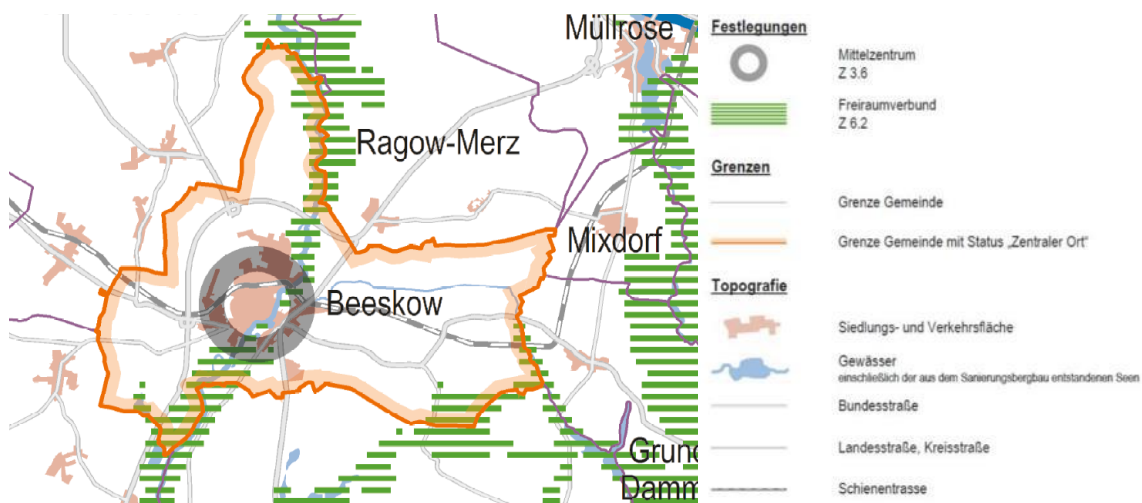 Müllrose
Ragow-Merz
Mixdorf
Beeskow
Grund
Damm
Festlegungen
Mittelzentrum
Z 3.6
Freiraumverbund
Z 6.2
Grenzen
Grenze Gemeinde
Grenze Gemeinde mit Status „Zentraler Ort"
Topografie
Siedlungs- und Verkehrsfläche
Gewässer
einschließlich der aus dem Sanierungsbergbau entstandenen Seen
Bundesstraße
Landesstraße, Kreisstraße
Schienentrasse